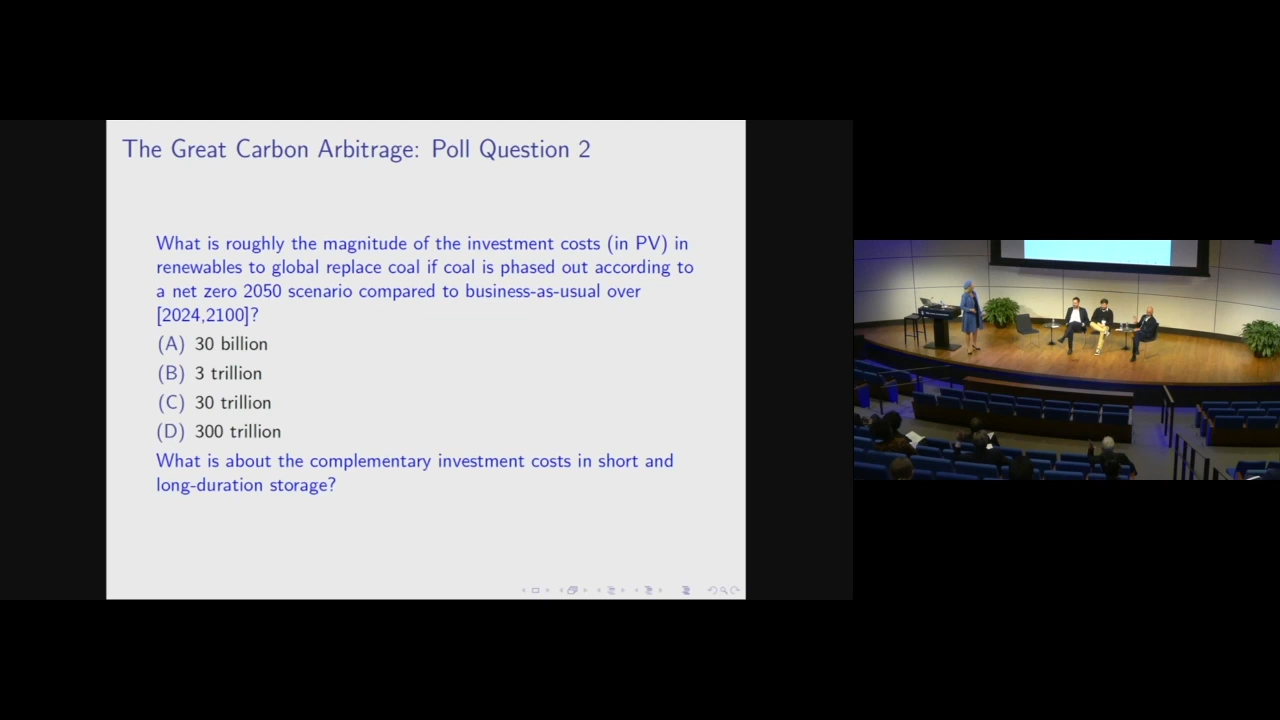 The Great Carbon Arbitrage: Poll Question 2
What is roughly the magnitude of the investment costs (in PV) in
renewables to global replace coal if coal is phased out according to
a net zero 2050 scenario compared to business-as-usual over
[2024,2100]?
(A) 30 billion
(B) 3 trillion
(C) 30 trillion
(D) 300 trillion
What is about the complementary investment costs in short and
long-duration storage?